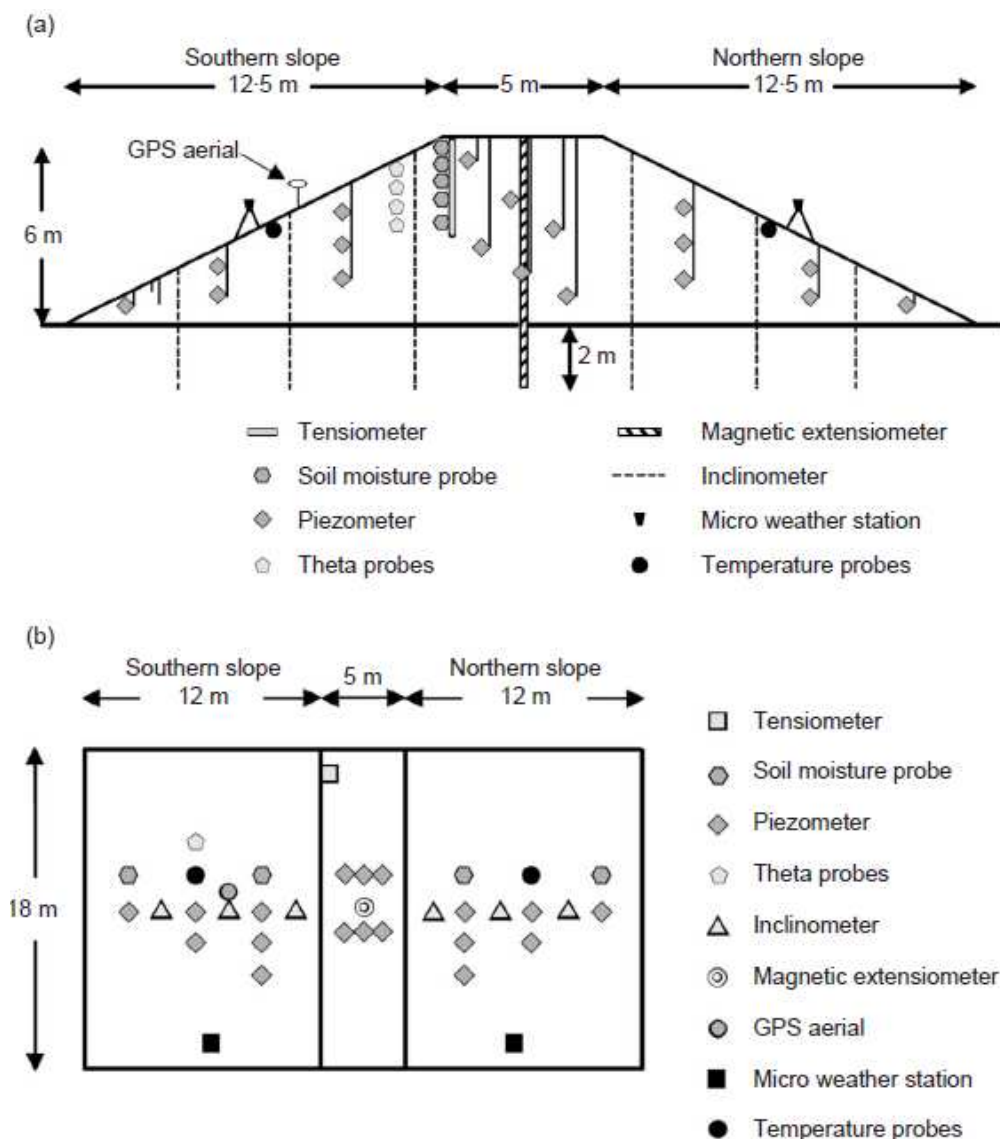 (a)
Southern slope
Northern slope
12·5 m
5 m
12·5 m
GPS aerial
6 m
2 m
Tensiometer
Magnetic extensiometer
Soil moisture probe
Inclinometer
Piezometer
Micro weather station
Theta probes
Temperature probes
(b)
Southern slope
5 m
Northern slope
12 m
12 m
18 m
Tensiometer
Soil moisture probe
Piezometer
Theta probes
Inclinometer
Magnetic extensiometer
GPS aerial
Micro weather station
Temperature probes